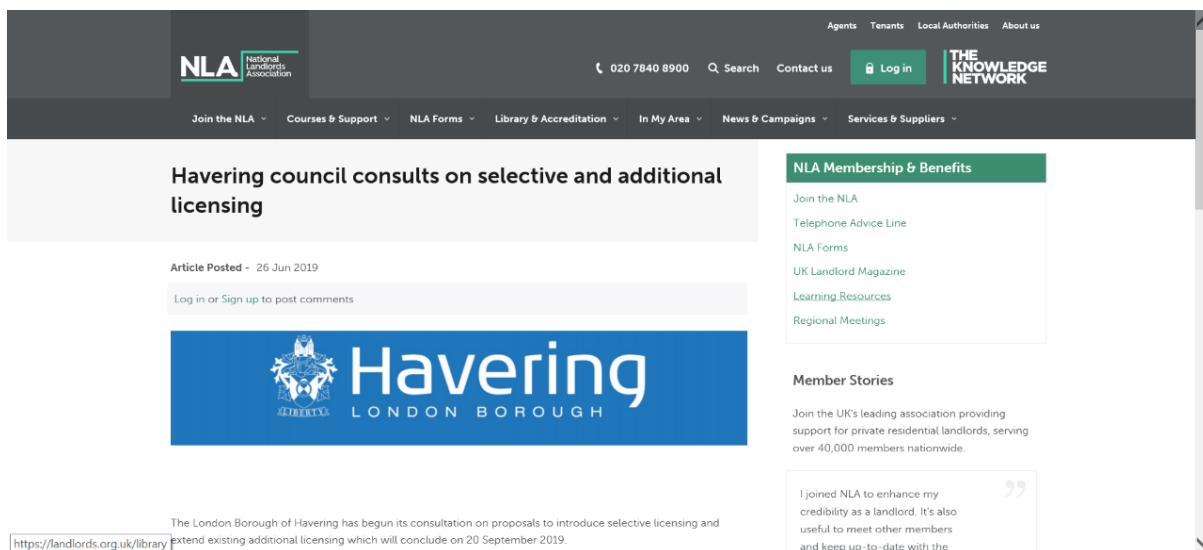 Agents Tenants Local Authorities About us
NLA National Landlords Association
020 7840 8900 Search Contact us Log in THE KNOWLEDGE NETWORK
Join the NLA Courses & Support NLA Forms Library & Accreditation In My Area News & Campaigns Services & Suppliers
Havering council consults on selective and additional
licensing
Article Posted - 26 Jun 2019
Log in or Sign up to post comments
LIBERTY
Havering
LONDON BOROUGH
The London Borough of Havering has begun its consultation on proposals to introduce selective licensing and
extend existing additional licensing which will conclude on 20 September 2019.
NLA Membership & Benefits
Join the NLA
Telephone Advice Line
NLA Forms
UK Landlord Magazine
Learning Resources
Regional Meetings
Member Stories
Join the UK's leading association providing
support for private residential landlords, serving
over 40,000 members nationwide.
I joined NLA to enhance my
credibility as a landlord. It's also
useful to meet other members
and keep up-to-date with the
https://landlords.org.uk/library